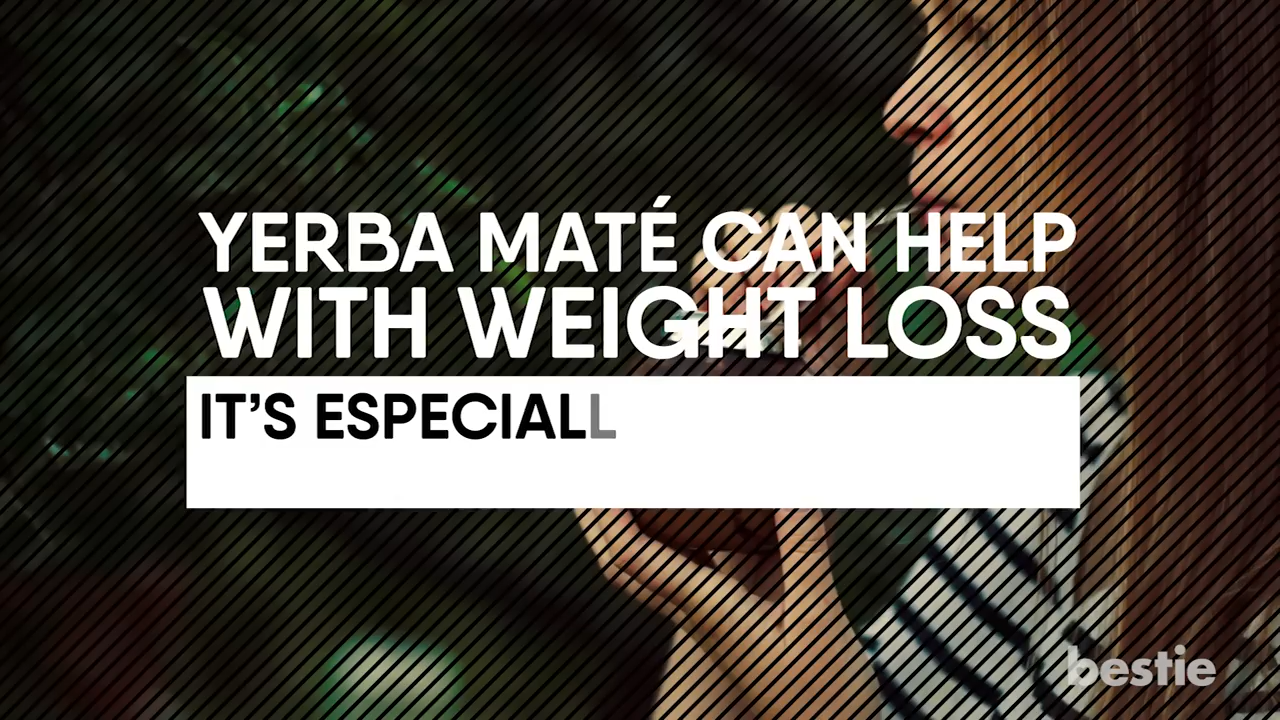 YERBA MATÉ CAN HELP
WITH WEIGHT LOSS
IT’S ESPECIALL
bestie